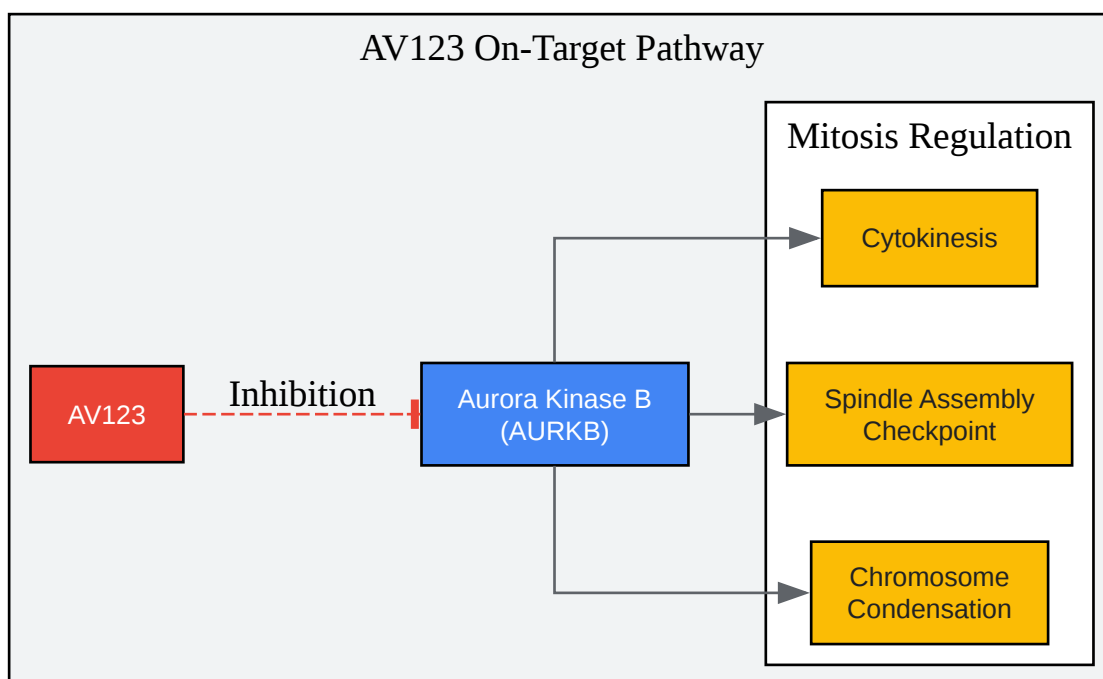 AV123 On-Target Pathway
Mitosis Regulation
Cytokinesis
AV123
Inhibition
Aurora Kinase B
(AURKB)
Spindle Assembly
Checkpoint
Chromosome
Condensation